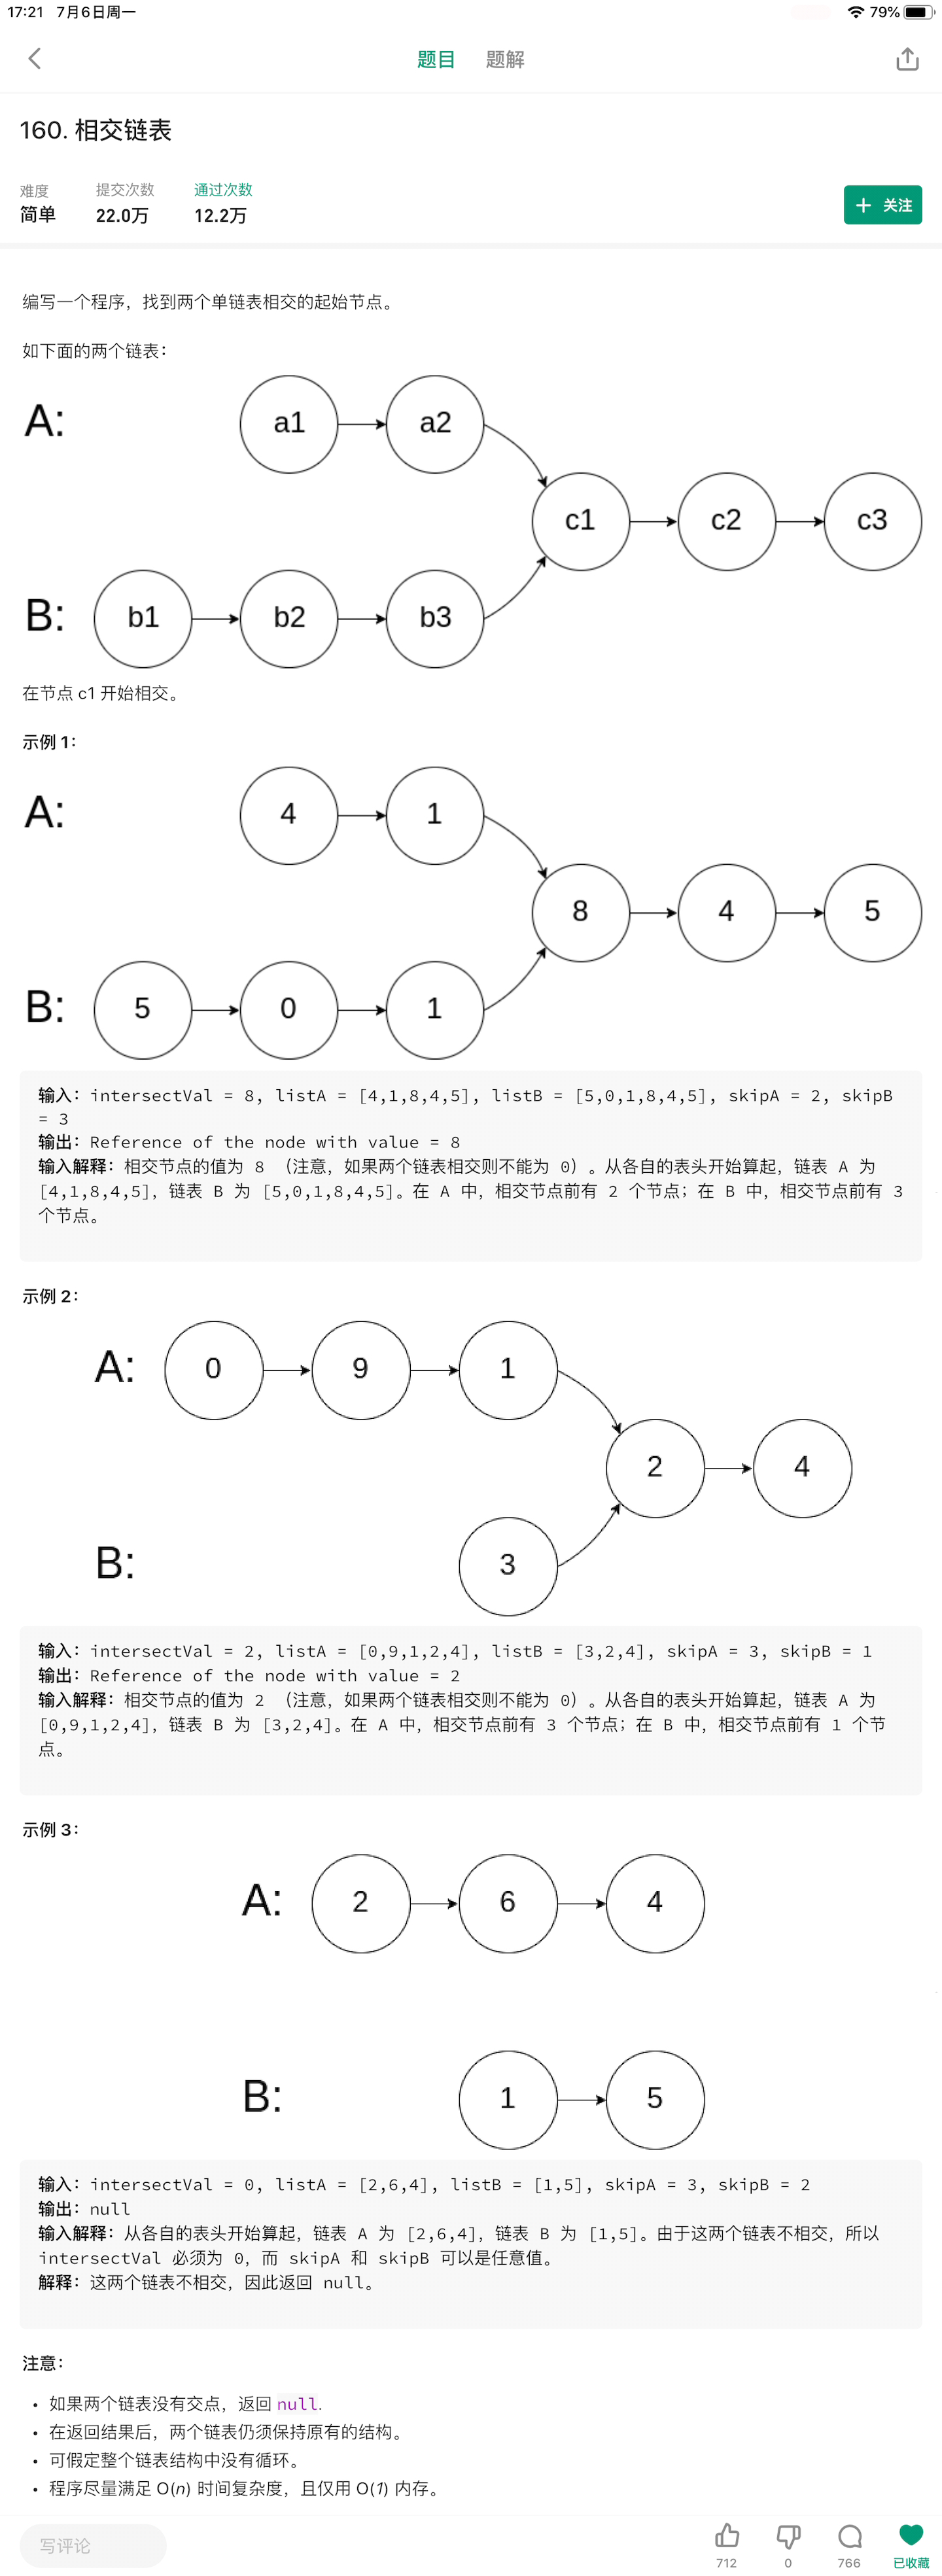 17:21 7月6日周一 79%
题目 题解
160. 相交链表
难度 提交次数 通过次数
简单 22.0万 12.2万
+ 关注
编写一个程序，找到两个单链表相交的起始节点。
如下面的两个链表：
A: a1 a2
c1 c2 c3
B: b1 b2 b3
在节点 c1 开始相交。
示例 1：
A: 4 1
8 4 5
B: 5 0 1
输入：intersectVal = 8, listA = [4,1,8,4,5], listB = [5,0,1,8,4,5], skipA = 2, skipB
= 3
输出：Reference of the node with value = 8
输入解释：相交节点的值为 8 （注意，如果两个链表相交则不能为 0）。从各自的表头开始算起，链表 A 为
[4,1,8,4,5]，链表 B 为 [5,0,1,8,4,5]。在 A 中，相交节点前有 2 个节点；在 B 中，相交节点前有 3
个节点。
示例 2：
A: 0 9 1
2 4
B: 3
输入：intersectVal = 2, listA = [0,9,1,2,4], listB = [3,2,4], skipA = 3, skipB = 1
输出：Reference of the node with value = 2
输入解释：相交节点的值为 2 （注意，如果两个链表相交则不能为 0）。从各自的表头开始算起，链表 A 为
[0,9,1,2,4]，链表 B 为 [3,2,4]。在 A 中，相交节点前有 3 个节点；在 B 中，相交节点前有 1 个节
点。
示例 3：
A: 2 6 4
B: 1 5
输入：intersectVal = 0, listA = [2,6,4], listB = [1,5], skipA = 3, skipB = 2
输出：null
输入解释：从各自的表头开始算起，链表 A 为 [2,6,4]，链表 B 为 [1,5]。由于这两个链表不相交，所以
intersectVal 必须为 0，而 skipA 和 skipB 可以是任意值。
解释：这两个链表不相交，因此返回 null。
注意：
• 如果两个链表没有交点，返回 null.
• 在返回结果后，两个链表仍须保持原有的结构。
• 可假定整个链表结构中没有循环。
• 程序尽量满足 O(n) 时间复杂度，且仅用 O(1) 内存。
写评论
712 0 766 已收藏